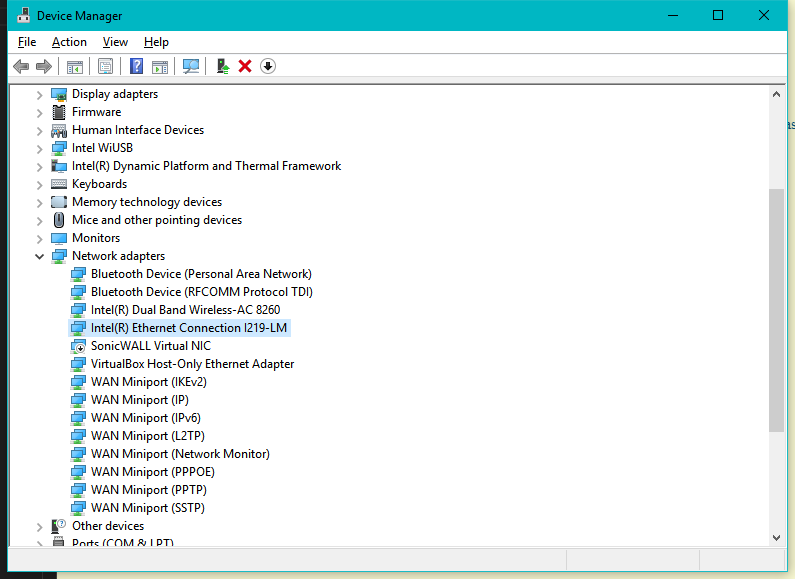 Device Manager
File Action View Help
Display adapters
Firmware
Human Interface Devices
Intel WiUSB
Intel(R) Dynamic Platform and Thermal Framework
Keyboards
Memory technology devices
Mice and other pointing devices
Monitors
Network adapters
Bluetooth Device (Personal Area Network)
Bluetooth Device (RFCOMM Protocol TDI)
Intel(R) Dual Band Wireless-AC 8260
Intel(R) Ethernet Connection I219-LM
SonicWALL Virtual NIC
VirtualBox Host-Only Ethernet Adapter
WAN Miniport (IKEv2)
WAN Miniport (IP)
WAN Miniport (IPv6)
WAN Miniport (L2TP)
WAN Miniport (Network Monitor)
WAN Miniport (PPPOE)
WAN Miniport (PPTP)
WAN Miniport (SSTP)
Other devices
Ports (COM & LPT)